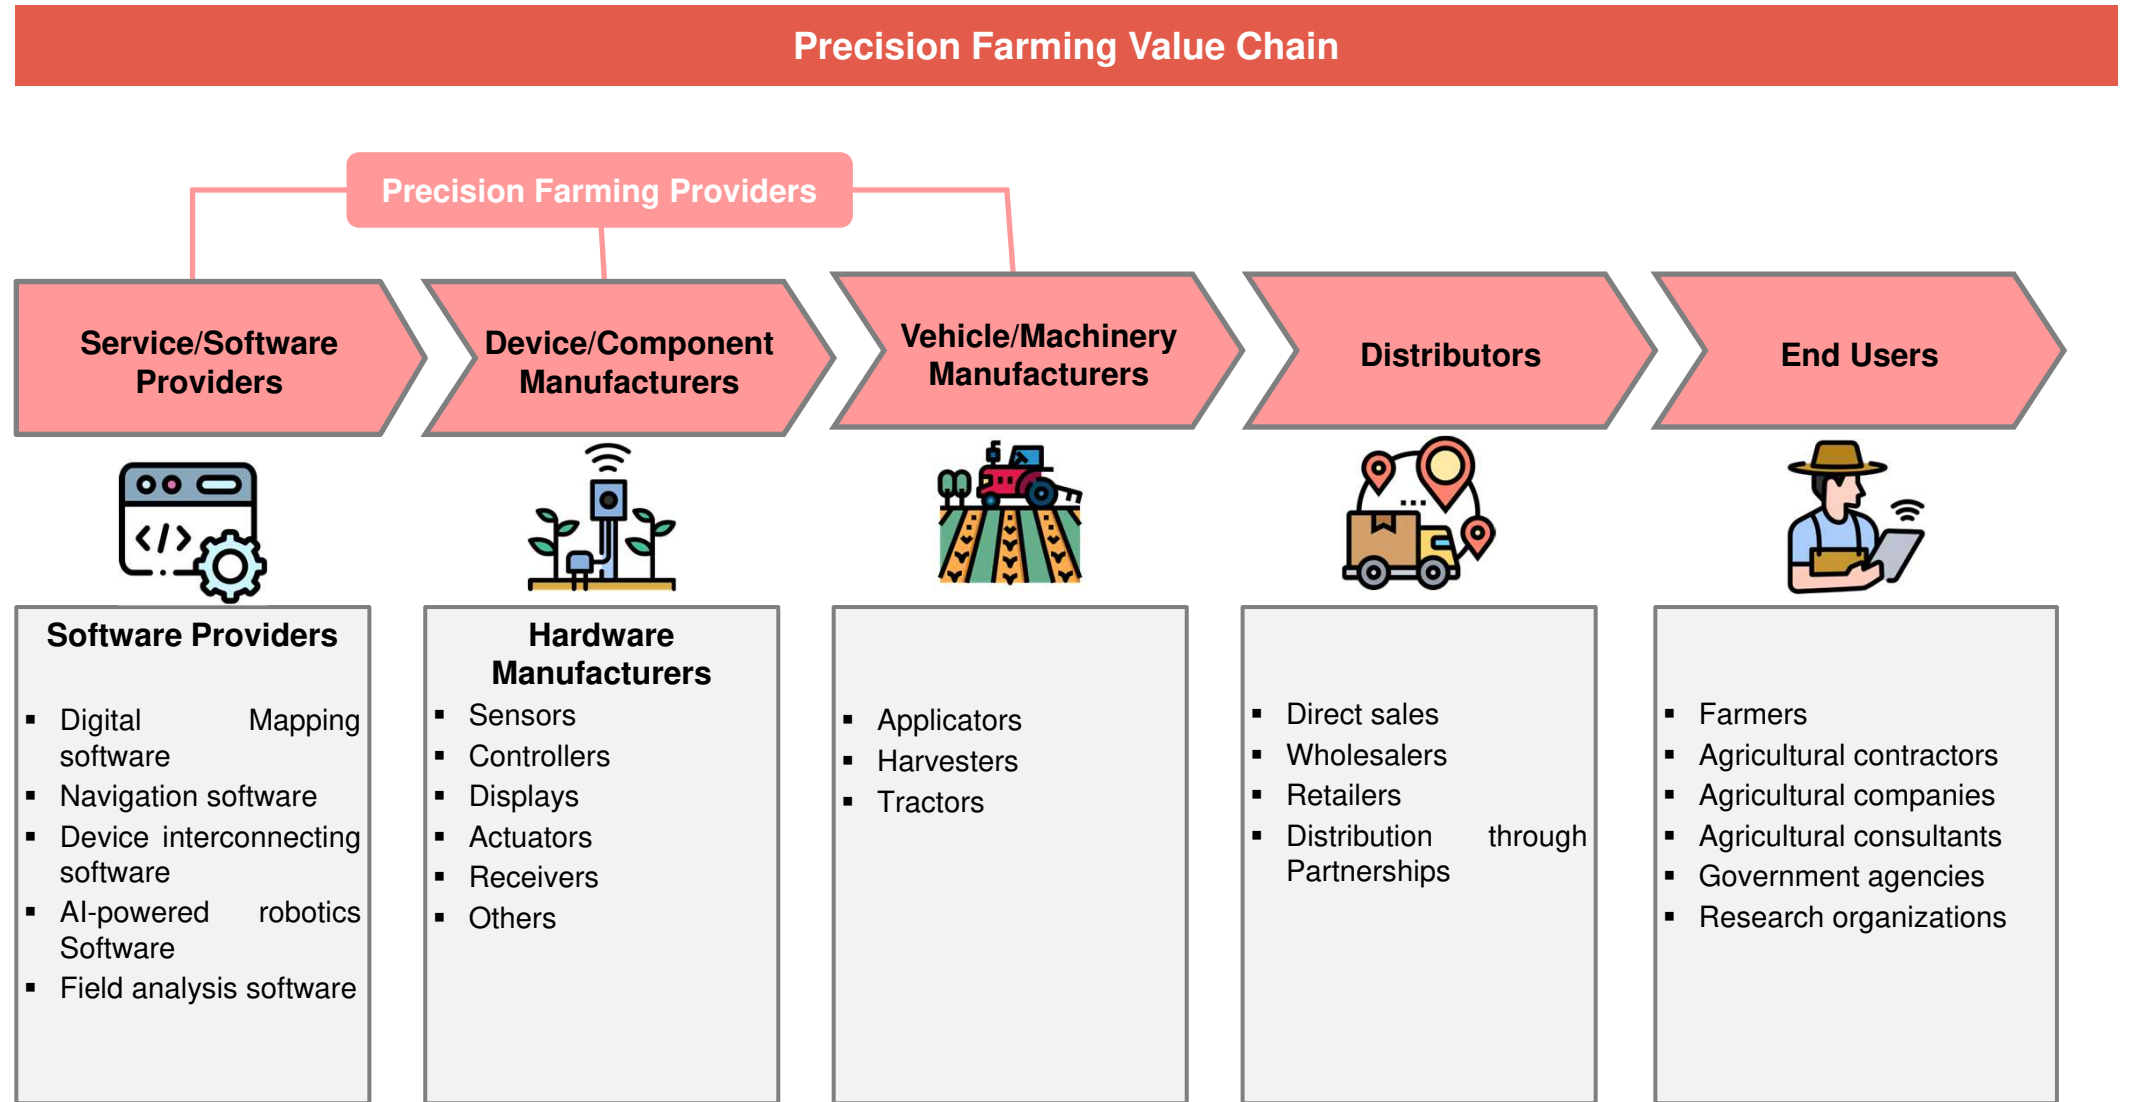 Precision Farming Value Chain
Precision Farming Providers
Service/Software
Providers
Device/Component
Manufacturers
Vehicle/Machinery
Manufacturers
Distributors
End Users
</>
Software Providers
▪ Digital Mapping
software
▪ Navigation software
▪ Device interconnecting
software
▪ AI-powered robotics
Software
▪ Field analysis software
Hardware
Manufacturers
▪ Sensors
▪ Controllers
▪ Displays
▪ Actuators
▪ Receivers
▪ Others
▪ Applicators
▪ Harvesters
▪ Tractors
▪ Direct sales
▪ Wholesalers
▪ Retailers
▪ Distribution through
Partnerships
▪ Farmers
▪ Agricultural contractors
▪ Agricultural companies
▪ Agricultural consultants
▪ Government agencies
▪ Research organizations